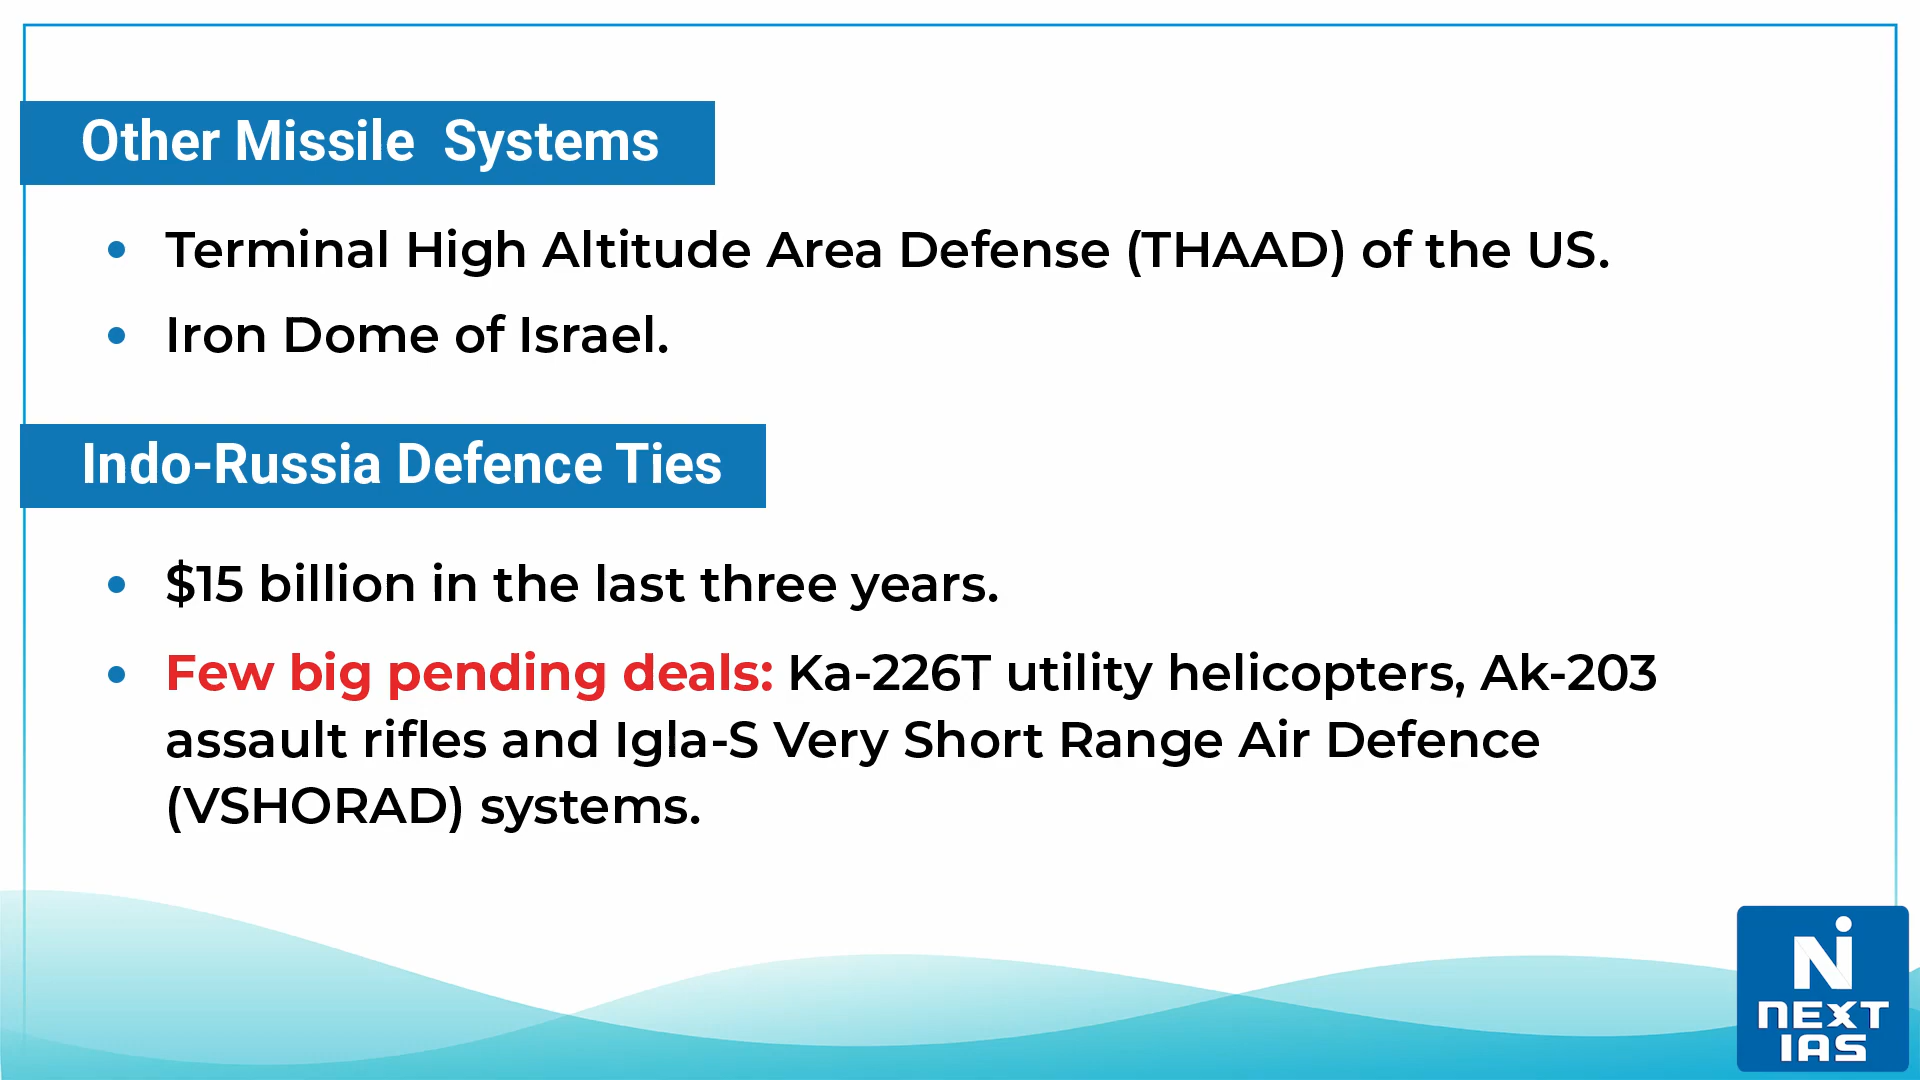 Other Missile  Systems
• Terminal High Altitude Area Defense (THAAD) of the US.
• Iron Dome of Israel.
Indo-Russia Defence Ties
• $15 billion in the last three years.
• Few big pending deals: Ka-226T utility helicopters, Ak-203
assault rifles and Igla-S Very Short Range Air Defence
(VSHORAD) systems.
N
NEXT
IAS